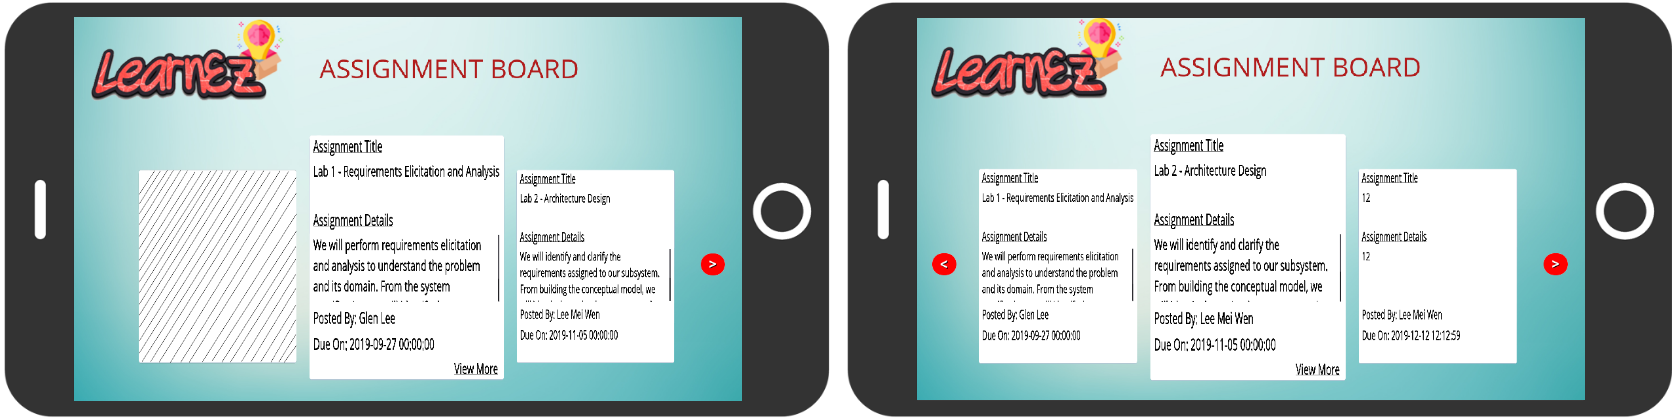 LearnEz
ASSIGNMENT BOARD
Assignment Title
Lab 1 - Requirements Elicitation and Analysis
Assignment Details
We will perform requirements elicitation
and analysis to understand the problem
and its domain. From the system
Posted By: Glen Lee
Due On: 2019-09-27 00:00:00
View More
Assignment Title
Lab 2 - Architecture Design
Assignment Details
We will identify and clarify the
requirements assigned to our subsystem.
From building the conceptual model, we
Posted By: Lee Mei Wen
Due On: 2019-11-05 00:00:00
>
LearnEz
ASSIGNMENT BOARD
<
Assignment Title
Lab 1 - Requirements Elicitation and Analysis
Assignment Details
We will perform requirements elicitation
and analysis to understand the problem
and its domain. From the system
Posted By: Glen Lee
Due On: 2019-09-27 00:00:00
Assignment Title
Lab 2 - Architecture Design
Assignment Details
We will identify and clarify the
requirements assigned to our subsystem.
From building the conceptual model, we
Posted By: Lee Mei Wen
Due On: 2019-11-05 00:00:00
View More
Assignment Title
12
Assignment Details
12
Posted By: Lee Mei Wen
Due On: 2019-12-12 12:12:59
>